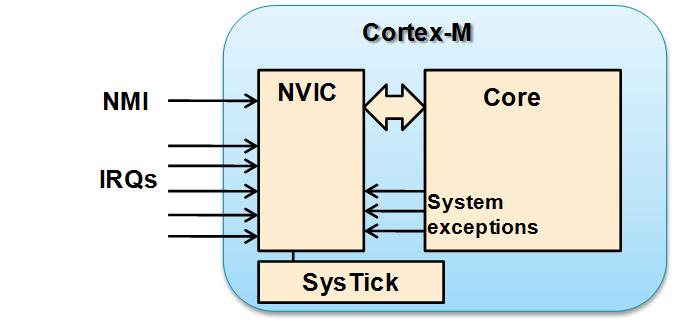 Cortex-M
NMI
NVIC
Core
IRQs
System
exceptions
SysTick